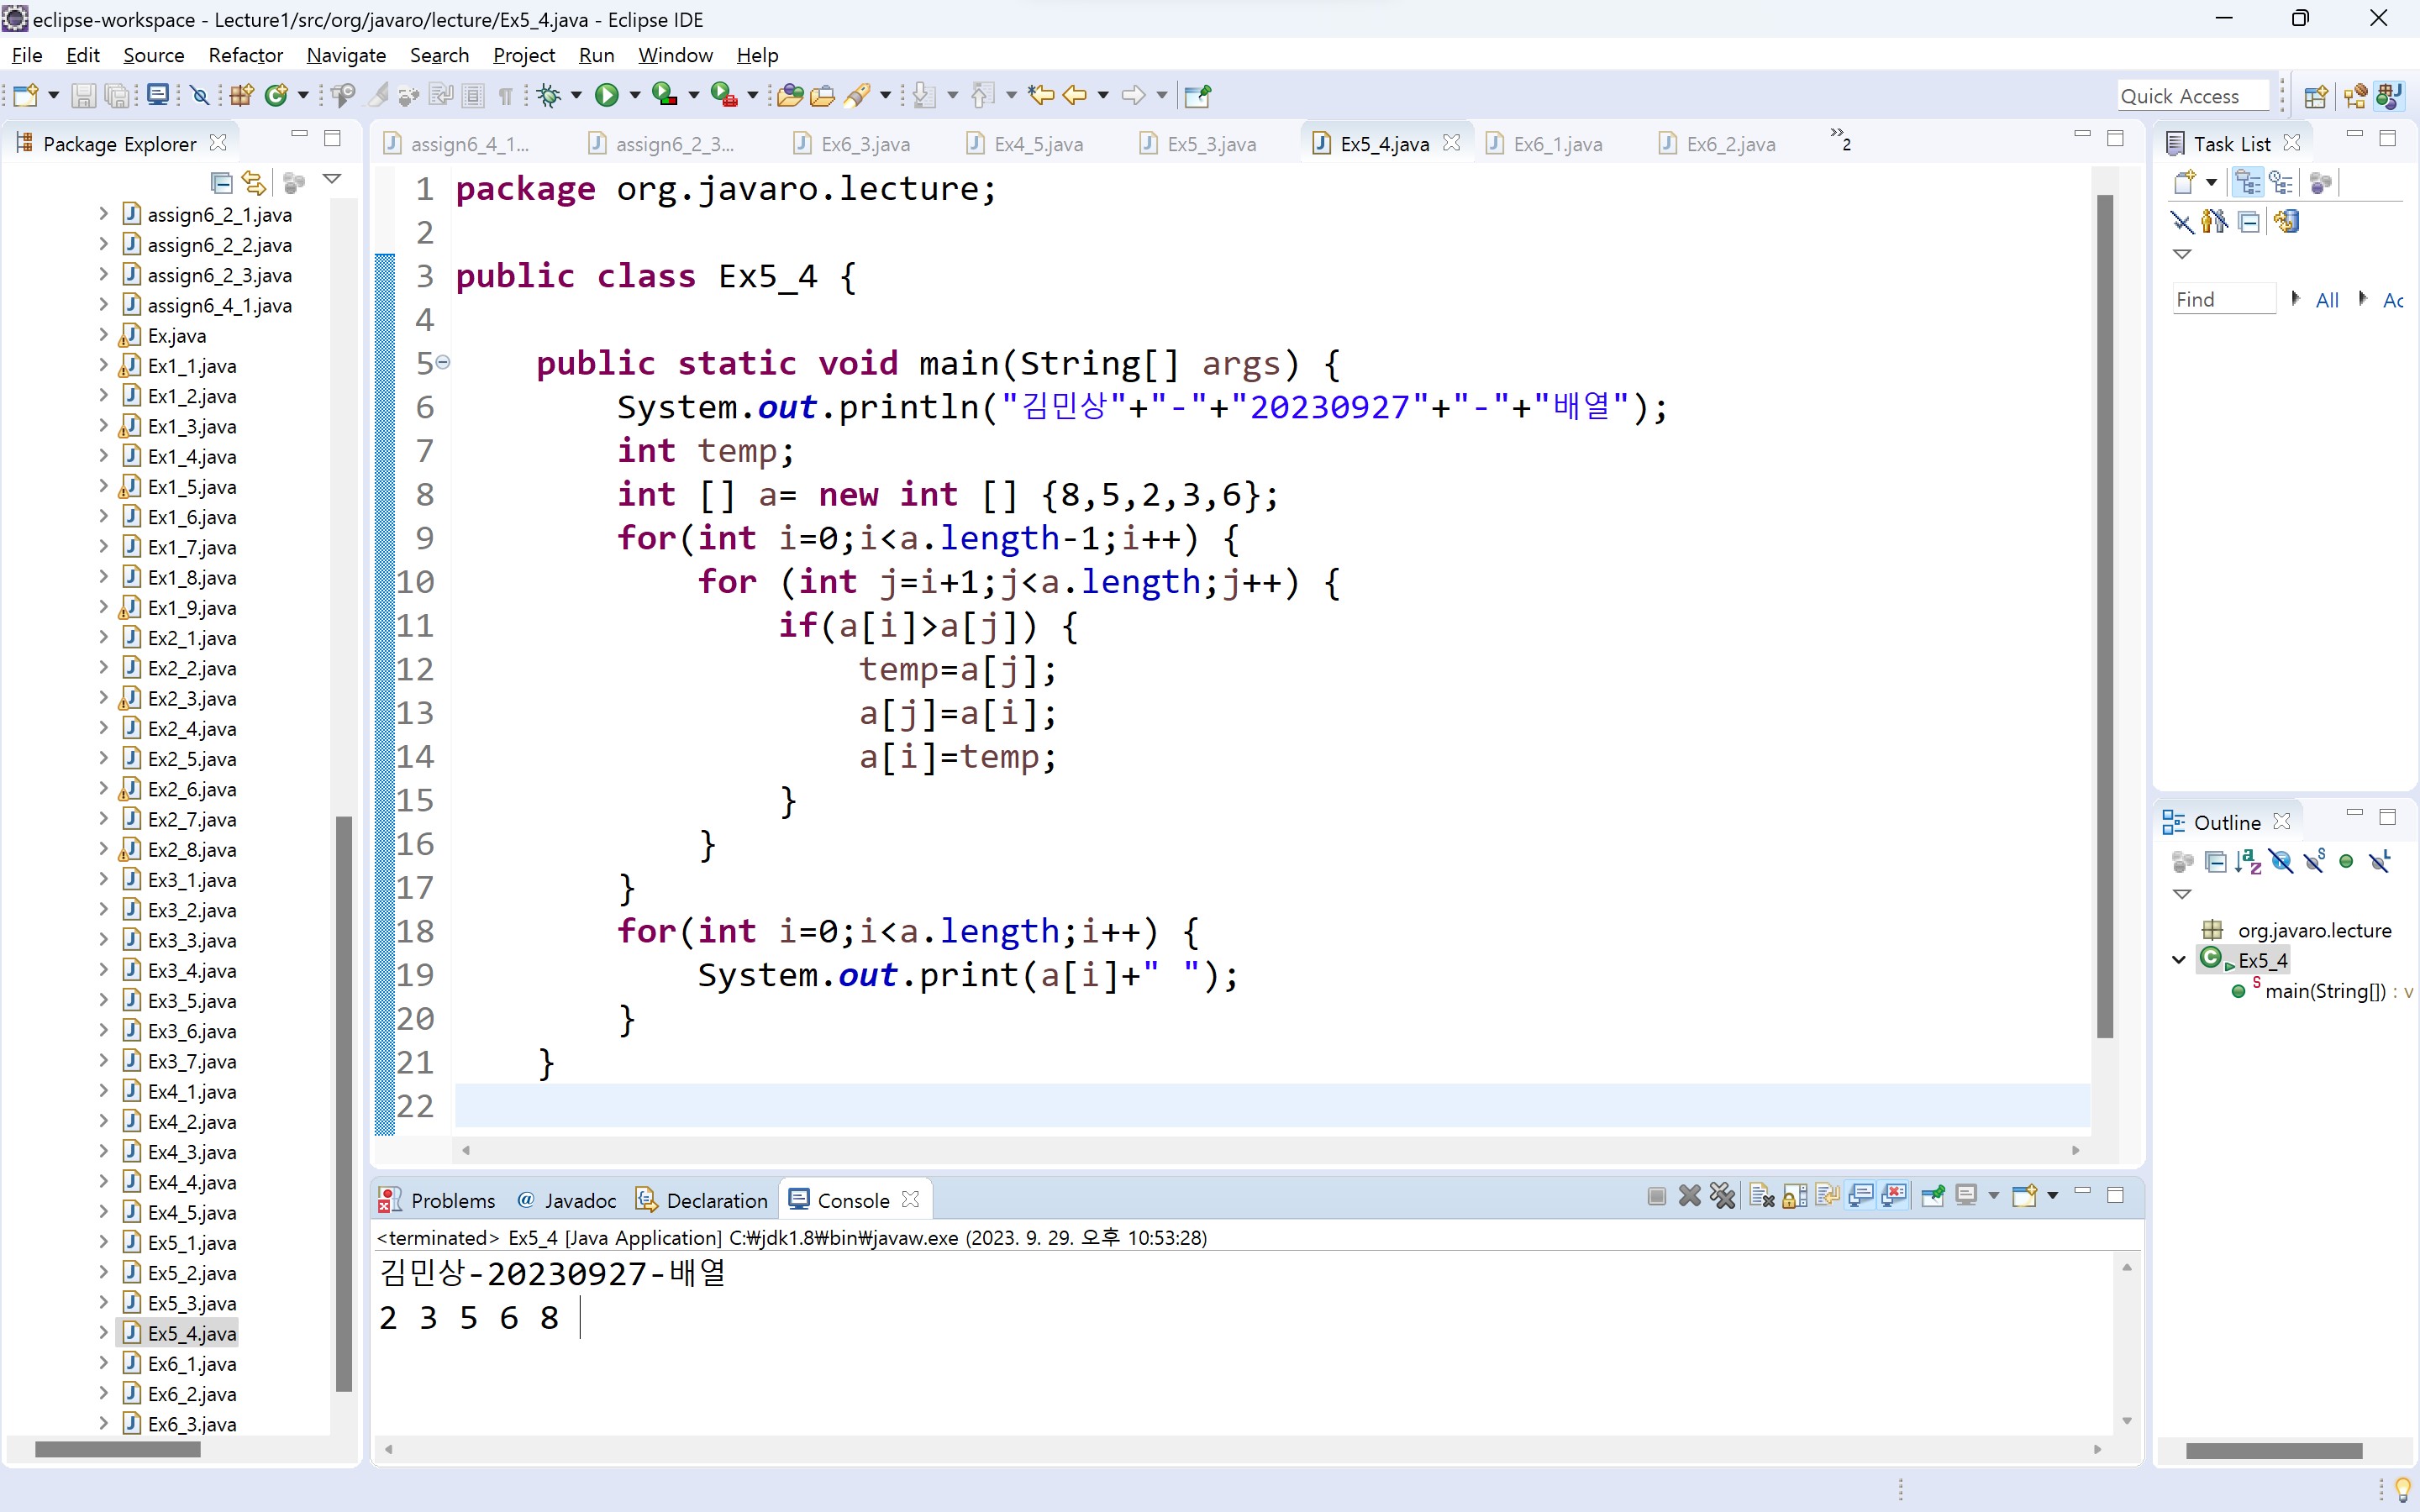 eclipse-workspace - Lecture1/src/org/javaro/lecture/Ex5_4.java - Eclipse IDE
File Edit Source Refactor Navigate Search Project Run Window Help
Quick Access
Package Explorer
assign6_2_1.java
assign6_2_2.java
assign6_2_3.java
assign6_4_1.java
Ex.java
Ex1_1.java
Ex1_2.java
Ex1_3.java
Ex1_4.java
Ex1_5.java
Ex1_6.java
Ex1_7.java
Ex1_8.java
Ex1_9.java
Ex2_1.java
Ex2_2.java
Ex2_3.java
Ex2_4.java
Ex2_5.java
Ex2_6.java
Ex2_7.java
Ex2_8.java
Ex3_1.java
Ex3_2.java
Ex3_3.java
Ex3_4.java
Ex3_5.java
Ex3_6.java
Ex3_7.java
Ex4_1.java
Ex4_2.java
Ex4_3.java
Ex4_4.java
Ex4_5.java
Ex5_1.java
Ex5_2.java
Ex5_3.java
Ex5_4.java
Ex6_1.java
Ex6_2.java
Ex6_3.java
assign6_4_1... assign6_2_3... Ex6_3.java Ex4_5.java Ex5_3.java Ex5_4.java Ex6_1.java Ex6_2.java »2
1 package org.javaro.lecture;
2
3 public class Ex5_4 {
4
5 public static void main(String[] args) {
6 System.out.println("김민상"+"-"+"20230927"+"-"+"배열");
7 int temp;
8 int [] a= new int [] {8,5,2,3,6};
9 for(int i=0;i<a.length-1;i++) {
10 for (int j=i+1;j<a.length;j++) {
11 if(a[i]>a[j]) {
12 temp=a[j];
13 a[j]=a[i];
14 a[i]=temp;
15 }
16 }
17 }
18 for(int i=0;i<a.length;i++) {
19 System.out.print(a[i]+" ");
20 }
21 }
22
Problems @ Javadoc Declaration Console
<terminated> Ex5_4 [Java Application] C:₩jdk1.8₩bin₩javaw.exe (2023. 9. 29. 오후 10:53:28)
김민상-20230927-배열
2 3 5 6 8
Task List
Find All Ac
Outline
org.javaro.lecture
Ex5_4
main(String[]) : v